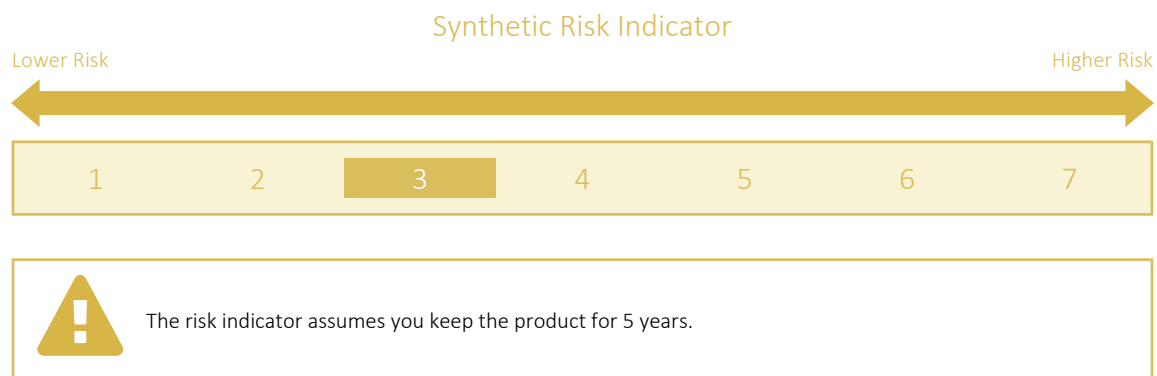 Synthetic Risk Indicator
Lower Risk Higher Risk
1 2 3 4 5 6 7
The risk indicator assumes you keep the product for 5 years.